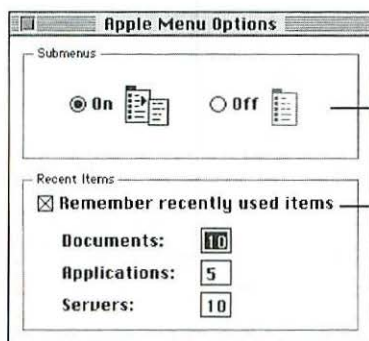 Apple Menu Options
Submenus
On Off
Recent Items
Remember recently used items
Documents: 10
Applications: 5
Servers: 10